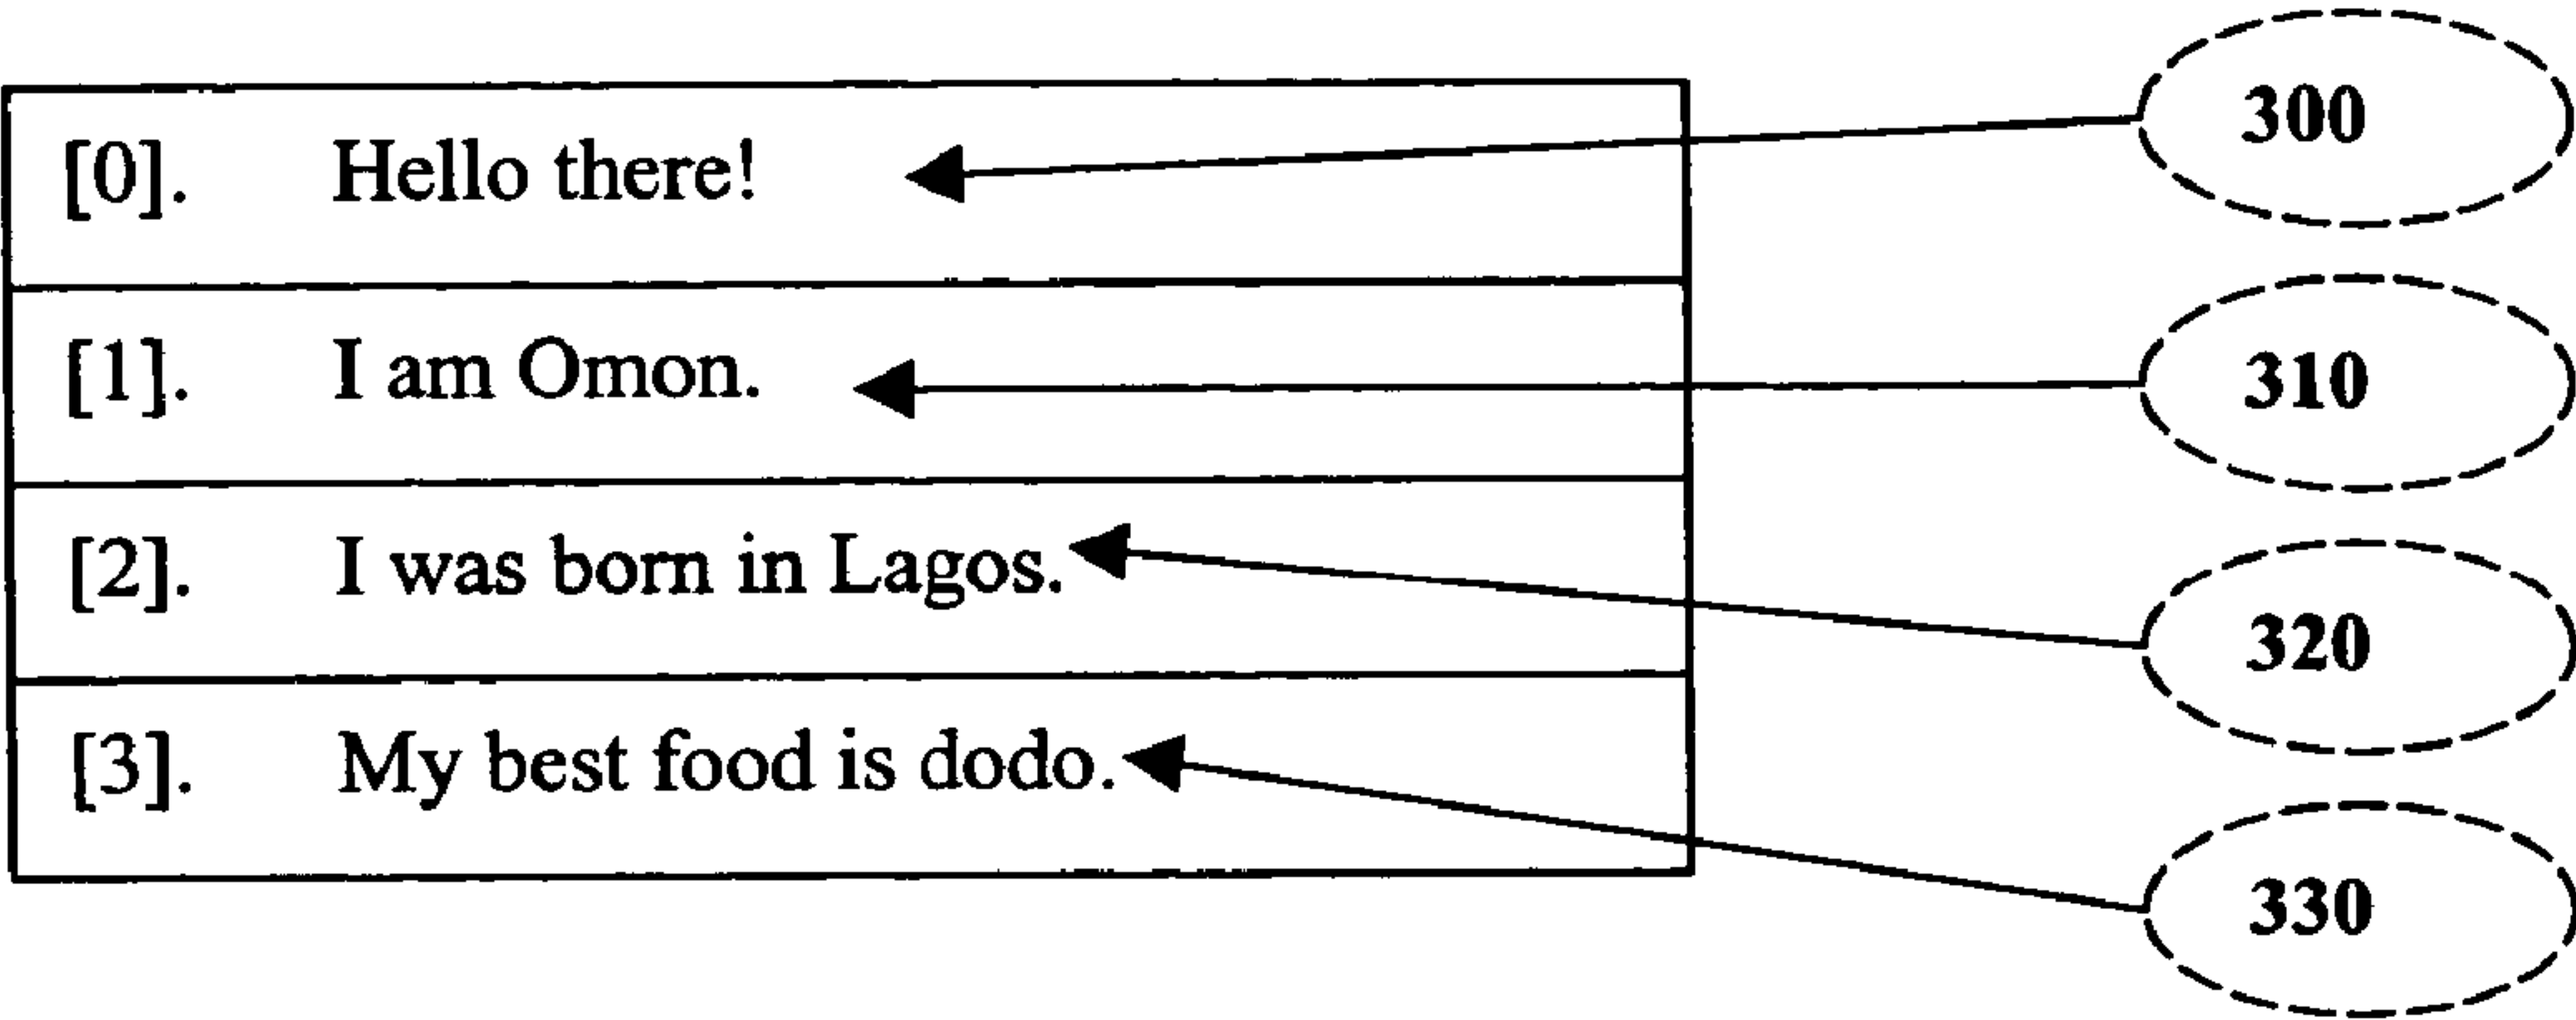 [0]. Hello there!
300
[1]. I am Omon.
310
[2]. I was born in Lagos.
320
[3]. My best food is dodo.
330